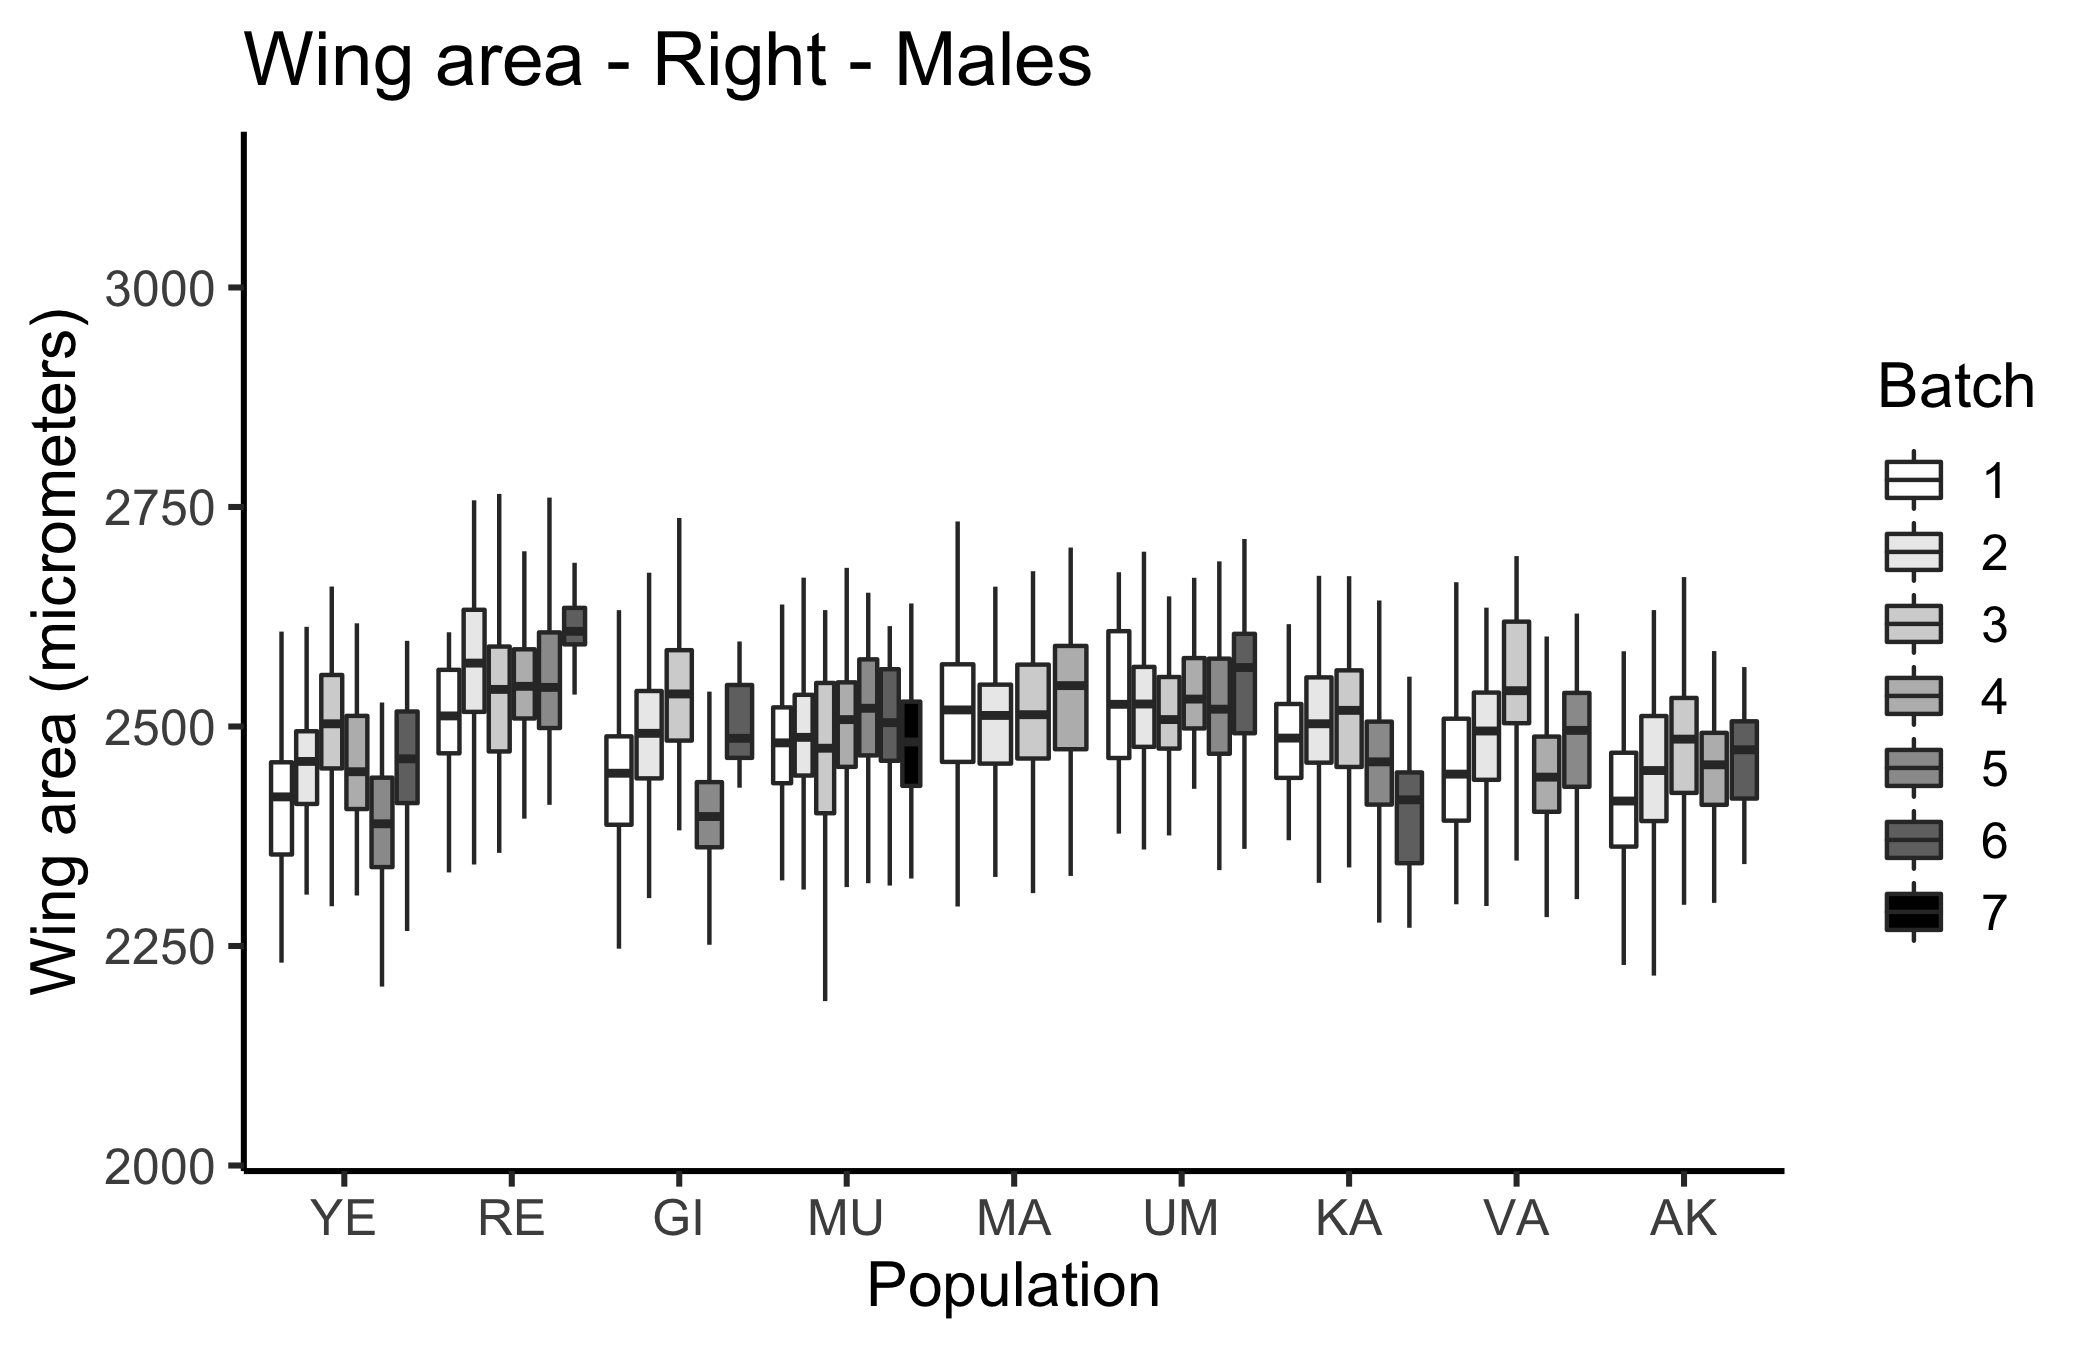 Wing area - Right - Males
Wing area (micrometers)
3000
2750
2500
2250
2000
YE RE GI MU MA UM KA VA AK
Population
Batch
1
2
3
4
5
6
7